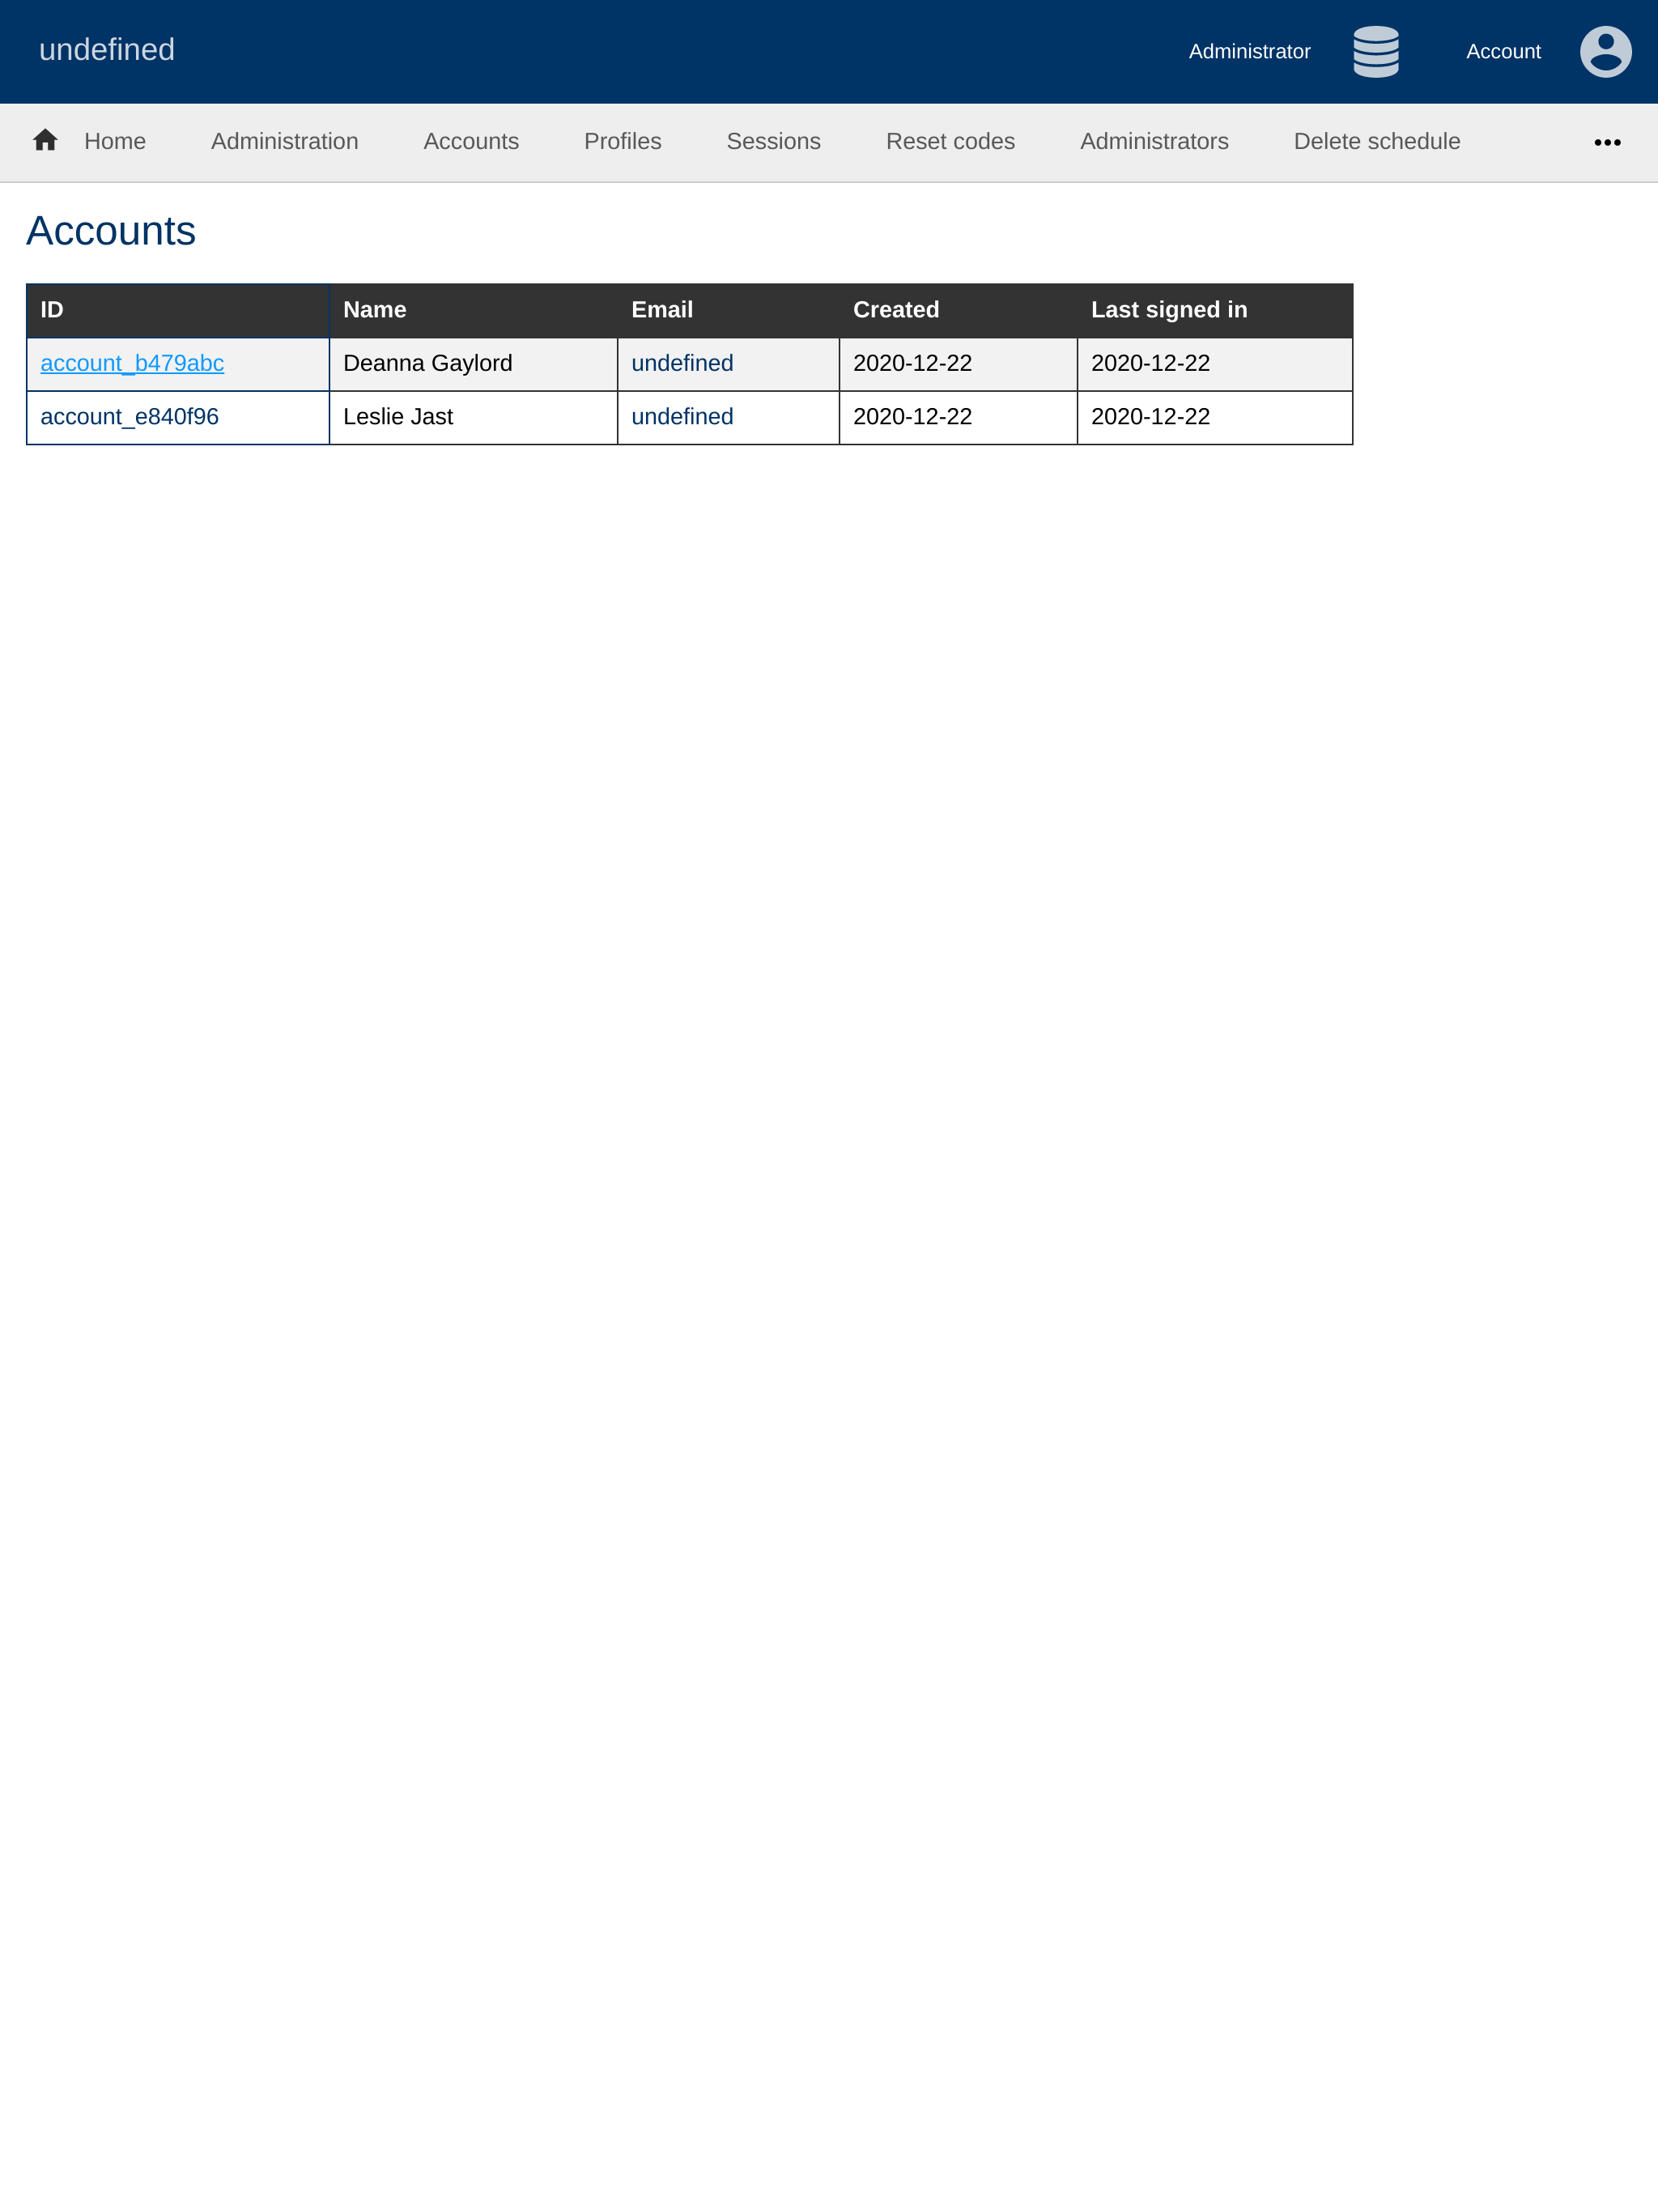 undefined
Administrator Account
Home Administration Accounts Profiles Sessions Reset codes Administrators Delete schedule
Accounts
ID Name Email Created Last signed in
account_b479abc Deanna Gaylord undefined 2020-12-22 2020-12-22
account_e840f96 Leslie Jast undefined 2020-12-22 2020-12-22